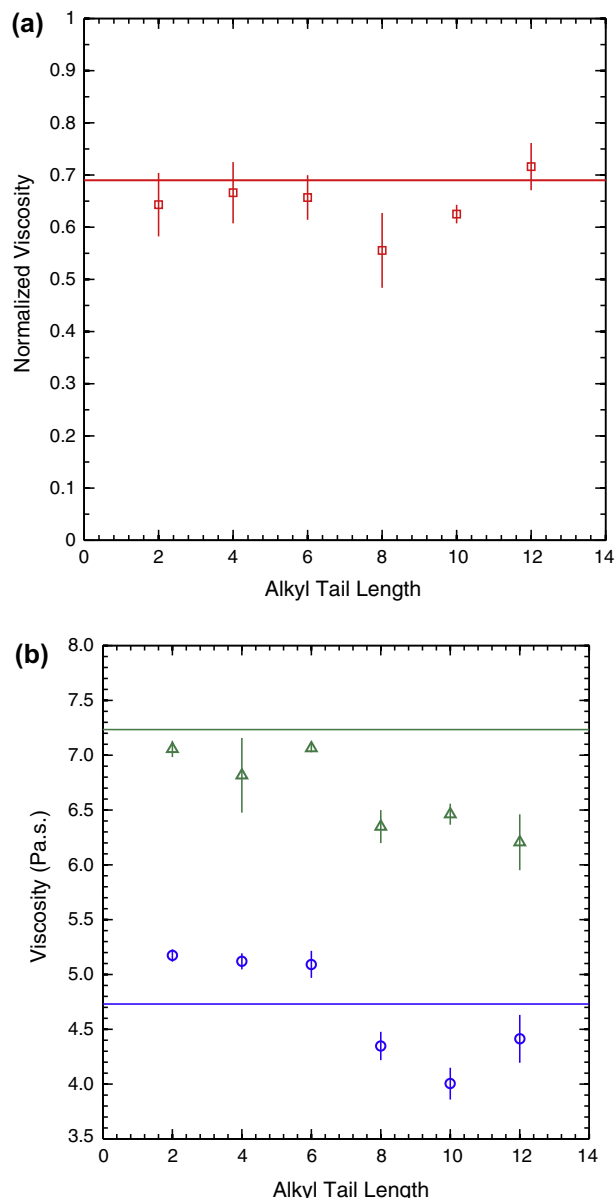 (a)
1
0.9
0.8
0.7
0.6
0.5
0.4
0.3
0.2
0.1
0
Normalized Viscosity
0 2 4 6 8 10 12 14
Alkyl Tail Length
(b)
8.0
7.5
7.0
6.5
6.0
5.5
5.0
4.5
4.0
3.5
Viscosity (Pa.s.)
0 2 4 6 8 10 12 14
Alkyl Tail Length